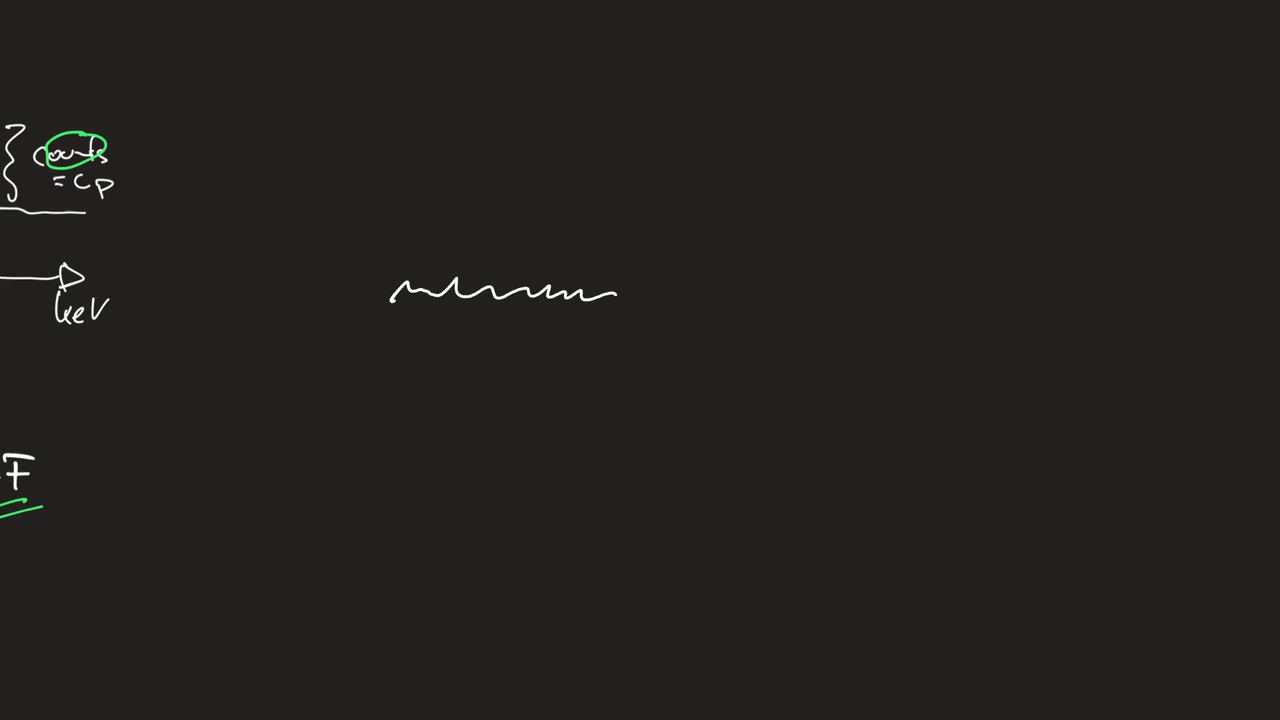 } counts
= CP
keV
F